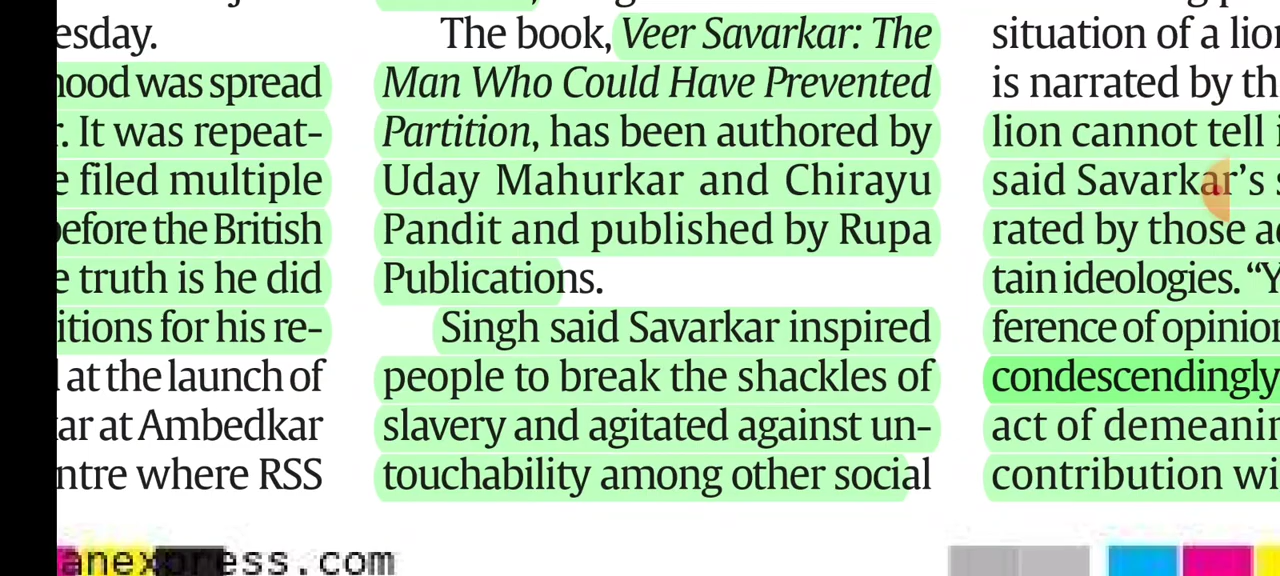 esday.
hood was spread
r. It was repeat-
e filed multiple
before the British
e truth is he did
itions for his re-
at the launch of
kar at Ambedkar
ntre where RSS
The book, Veer Savarkar: The
Man Who Could Have Prevented
Partition, has been authored by
Uday Mahurkar and Chirayu
Pandit and published by Rupa
Publications.
Singh said Savarkar inspired
people to break the shackles of
slavery and agitated against un-
touchability among other social
situation of a lion
is narrated by th
lion cannot tell i
said Savarkar's s
rated by those a
tain ideologies. “Y
ference of opinion
condescendingly
act of demeanin
contribution wi
anexpress.com